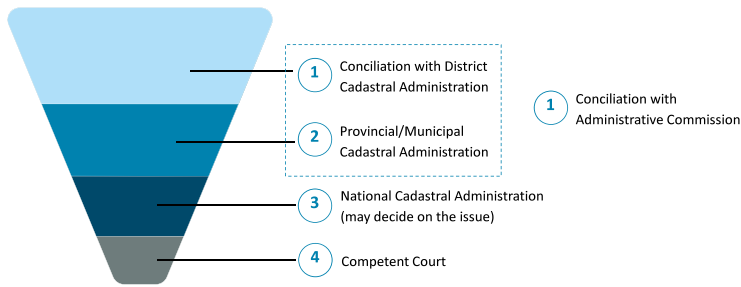 1
Conciliation with District
Cadastral Administration
2
Provincial/Municipal
Cadastral Administration
3
National Cadastral Administration
(may decide on the issue)
4
Competent Court
1
Conciliation with
Administrative Commission